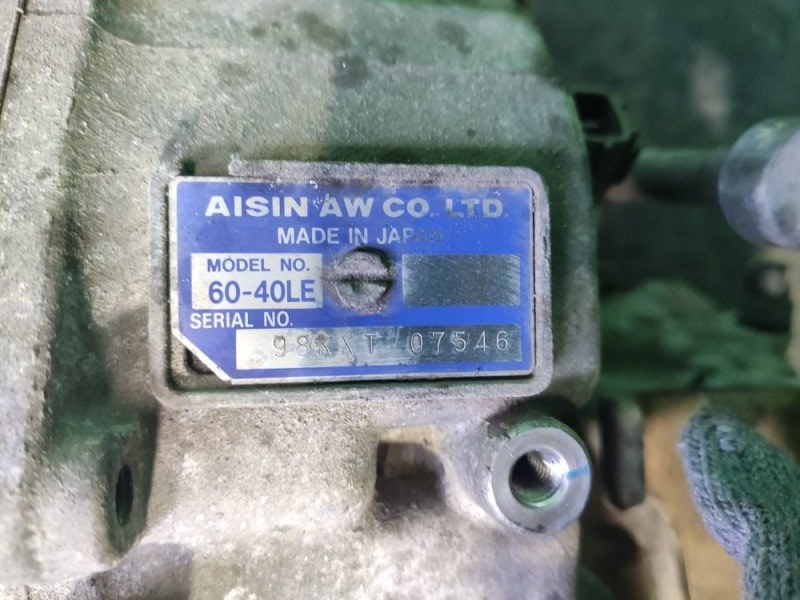 AISIN AW CO., LTD.
MADE IN JAPAN
MODEL NO.
60-40LE
SERIAL NO.
07546